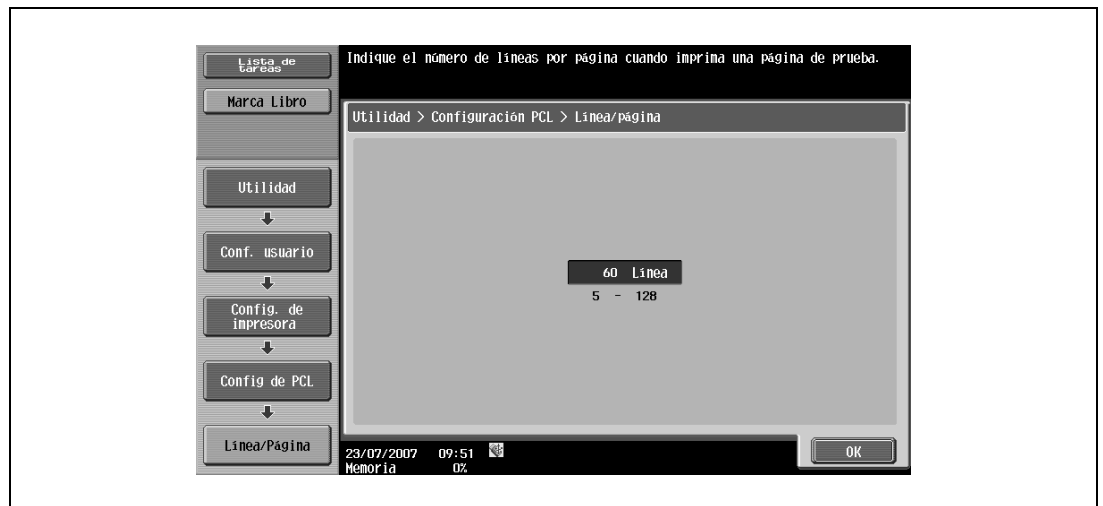 Lista de
tareas
Indique el número de líneas por página cuando imprima una página de prueba.
Marca Libro
Utilidad > Configuración PCL > Línea/página
Utilidad
Conf. usuario
60 Línea
5 - 128
Config. de
impresora
Config de PCL
Línea/Página
23/07/2007 09:51
Memoria 0%
OK